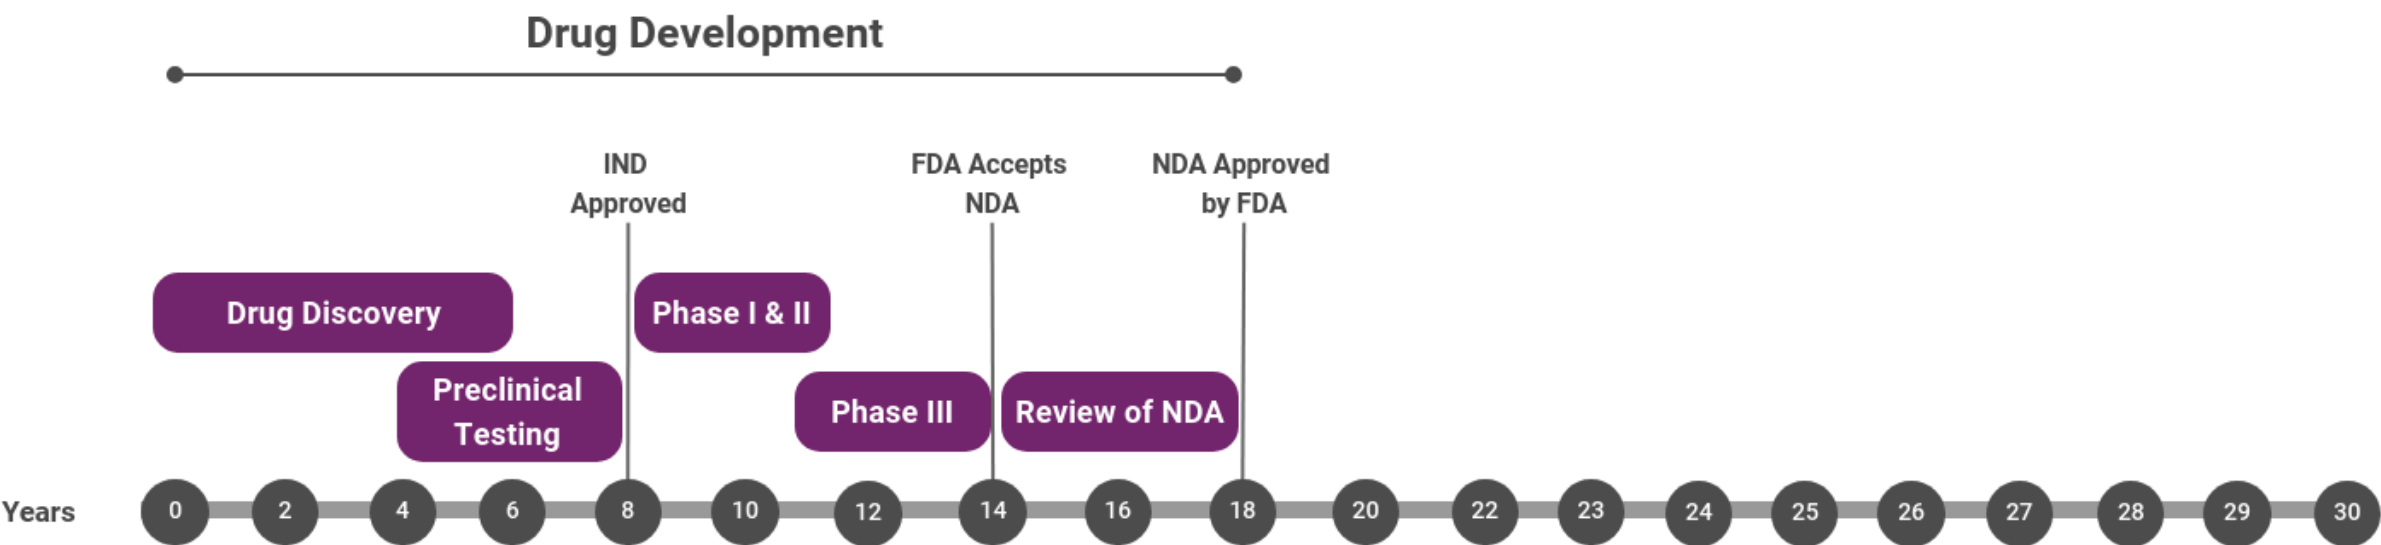 Drug Development
IND
Approved
FDA Accepts
NDA
NDA Approved
by FDA
Drug Discovery
Phase I & II
Preclinical
Testing
Phase III
Review of NDA
Years 0 2 4 6 8 10 12 14 16 18 20 22 23 24 25 26 27 28 29 30